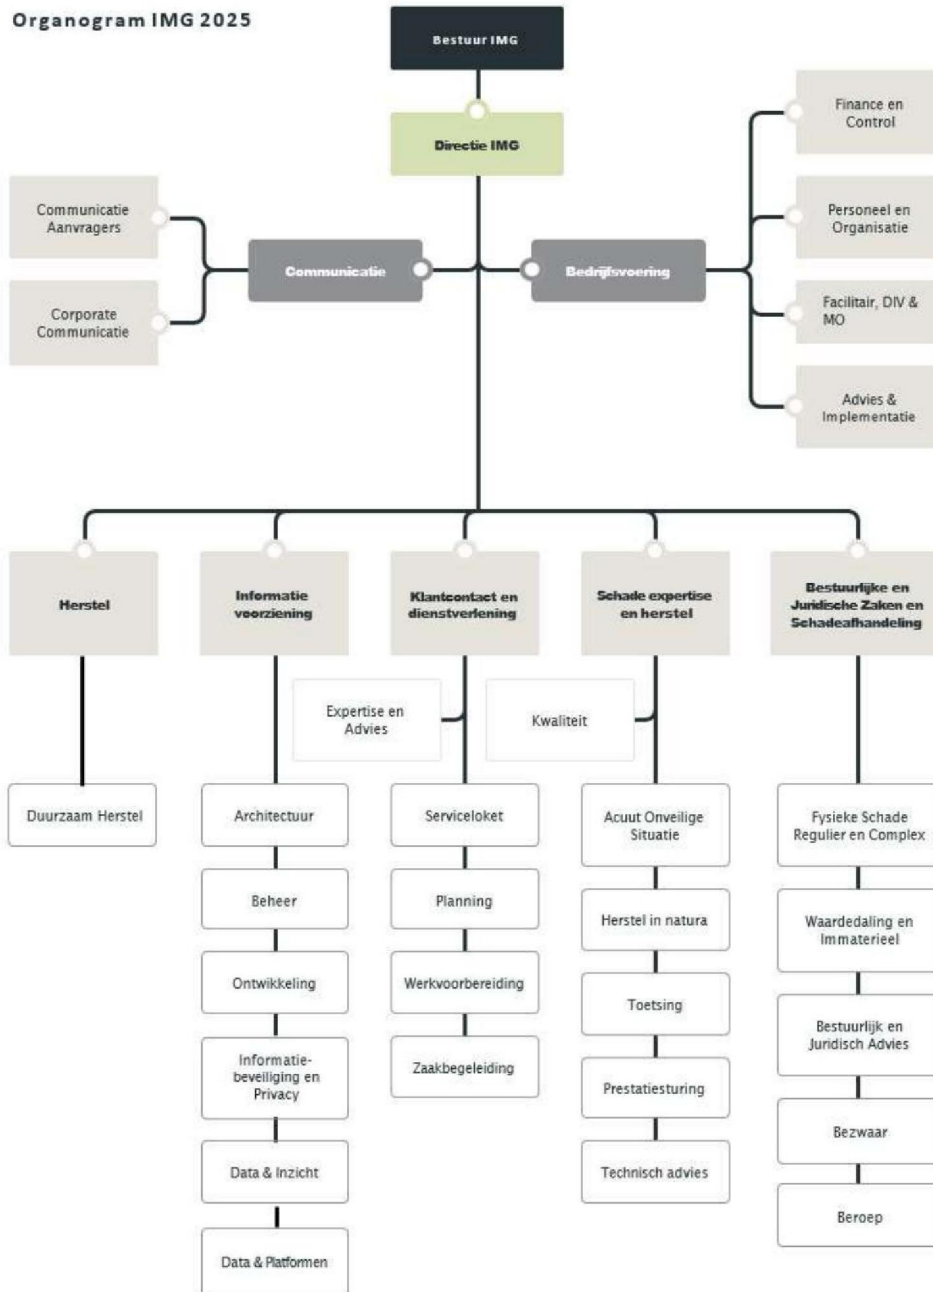 Organogram IMG 2025
Bestuur IMG
Directie IMG
Communicatie
Aanvragers
Corporate
Communicatie
Communicatie
Bedrijfsvoering
Finance en
Control
Personeel en
Organisatie
Facilitair, DIV &
MO
Advies &
Implementatie
Herstel
Informatie
voorziening
Klantcontact en
dienstverlening
Schade expertise
en herstel
Bestuurlijke en
Juridische Zaken en
Schadeafhandeling
Expertise en
Advies
Kwaliteit
Duurzaam Herstel
Architectuur
Beheer
Ontwikkeling
Informatie-
beveiliging en
Privacy
Data & Inzicht
Data & Platformen
Serviceloket
Planning
Werkvoorbereiding
Zaakbegeleiding
Acuut Onveilige
Situatie
Herstel in natura
Toetsing
Prestatiesturing
Technisch advies
Fysieke Schade
Regulier en Complex
Waardedaling en
Immaterieel
Bestuurlijk en
Juridisch Advies
Bezwaar
Beroep